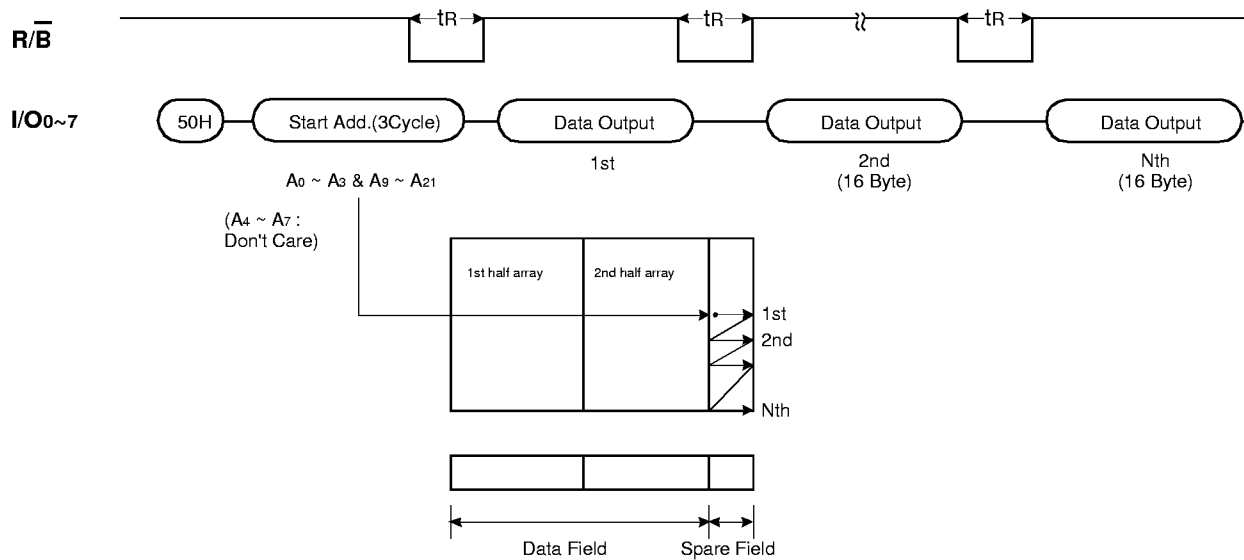 R/B tR tR tR
I/O0~7 50H Start Add.(3Cycle) Data Output Data Output Data Output
1st 2nd Nth
(16 Byte) (16 Byte)
A0 ~ A3 & A9 ~ A21
(A4 ~ A7 :
Don't Care)
1st half array 2nd half array
1st
2nd
Nth
Data Field Spare Field